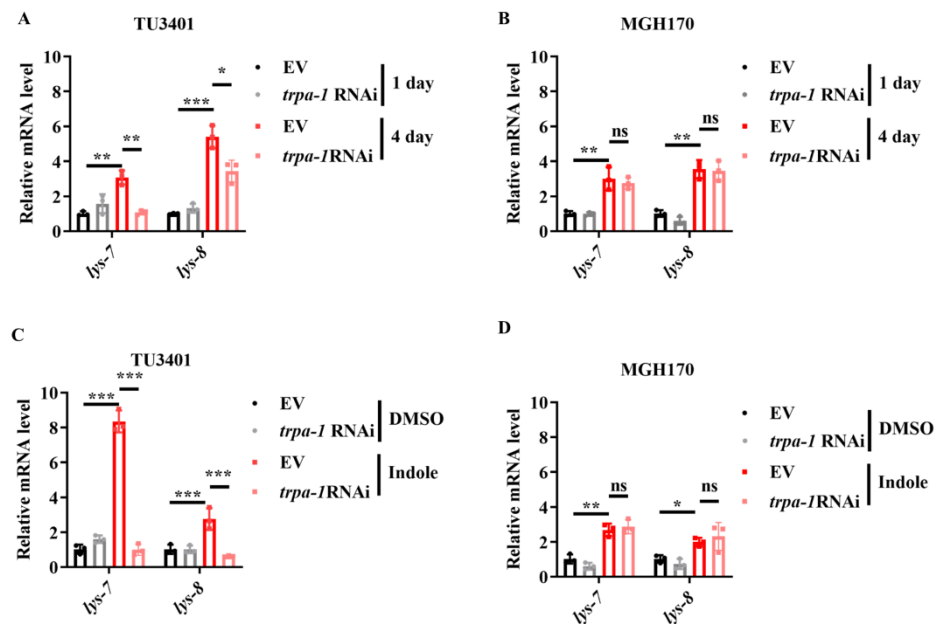 A
TU3401
Relative mRNA level
10
8
6
4
2
0
**
**
***
*
lys-7
lys-8
EV
trpa-1 RNAi
1 day
EV
trpa-1RNAi
4 day
B
MGH170
Relative mRNA level
10
8
6
4
2
0
**
ns
**
ns
lys-7
lys-8
EV
trpa-1 RNAi
1 day
EV
trpa-1RNAi
4 day
C
TU3401
Relative mRNA level
10
8
6
4
2
0
***
***
***
***
lys-7
lys-8
EV
trpa-1 RNAi
DMSO
EV
trpa-1RNAi
Indole
D
MGH170
Relative mRNA level
10
8
6
4
2
0
**
ns
*
ns
lys-7
lys-8
EV
trpa-1 RNAi
DMSO
EV
trpa-1RNAi
Indole